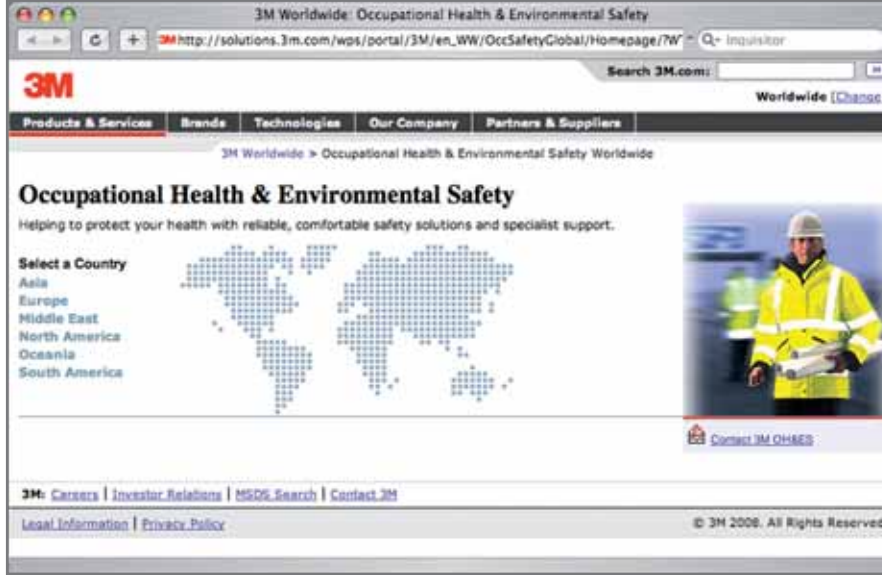 3M Worldwide: Occupational Health & Environmental Safety
3M http://solutions.3m.com/wps/portal/3M/en_WW/OccSafetyGlobal/Homepage/?W
Q- Inquisitor
Search 3M.com:
3M
Worldwide [Change
Products & Services Brands Technologies Our Company Partners & Suppliers
3M Worldwide > Occupational Health & Environmental Safety Worldwide
Occupational Health & Environmental Safety
Helping to protect your health with reliable, comfortable safety solutions and specialist support.
Select a Country
Asia
Europe
Middle East
North America
Oceania
South America
Contact 3M OH&ES
3M: Careers | Investor Relations | MSDS Search | Contact 3M
Legal Information | Privacy Policy
© 3M 2008. All Rights Reserved